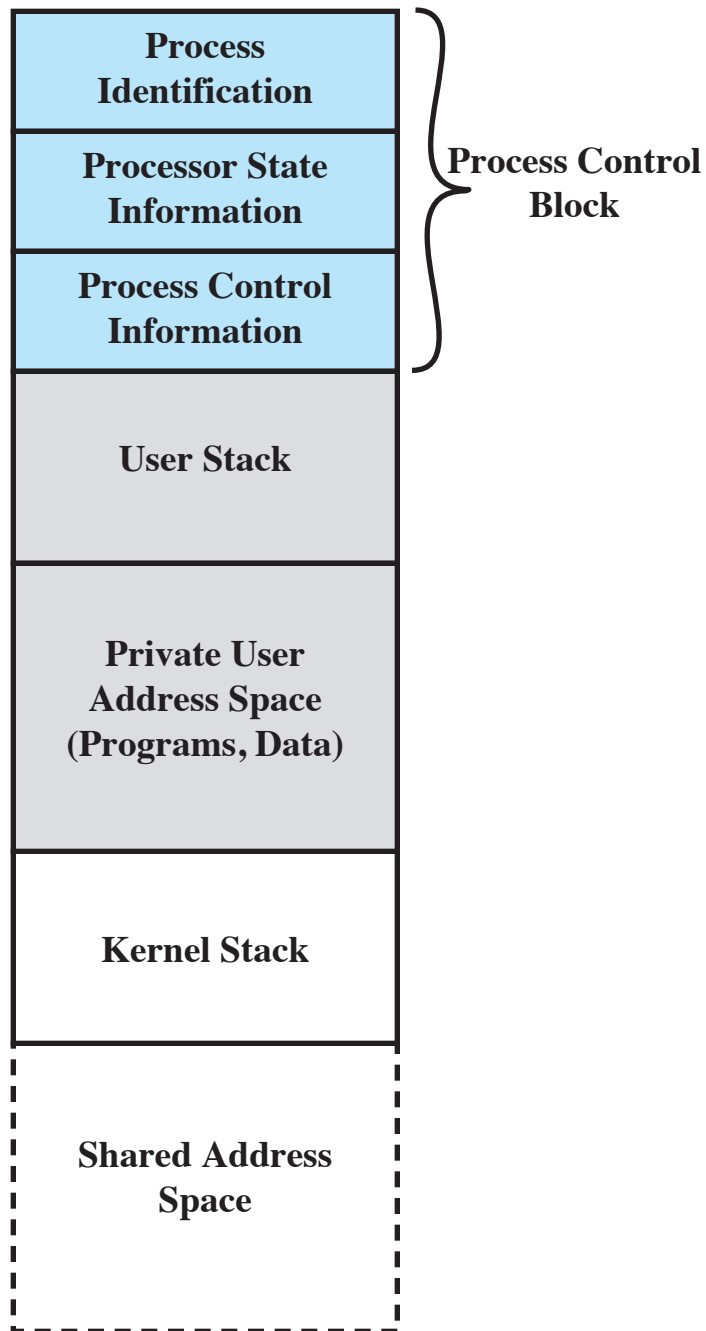 Process
Identification
Processor State
Information
Process Control
Information
Process Control
Block
User Stack
Private User
Address Space
(Programs, Data)
Kernel Stack
Shared Address
Space